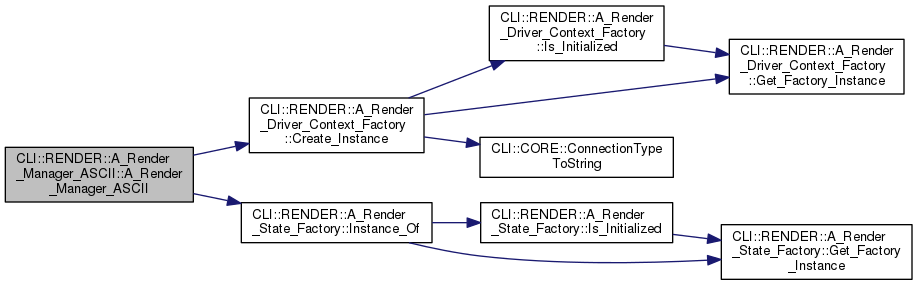 CLI::RENDER::A_Render
_Manager_ASCII::A_Render
_Manager_ASCII
CLI::RENDER::A_Render
_Driver_Context_Factory
::Create_Instance
CLI::RENDER::A_Render
_Driver_Context_Factory
::Is_Initialized
CLI::RENDER::A_Render
_Driver_Context_Factory
::Get_Factory_Instance
CLI::CORE::ConnectionType
ToString
CLI::RENDER::A_Render
_State_Factory::Instance_Of
CLI::RENDER::A_Render
_State_Factory::Is_Initialized
CLI::RENDER::A_Render
_State_Factory::Get_Factory
_Instance